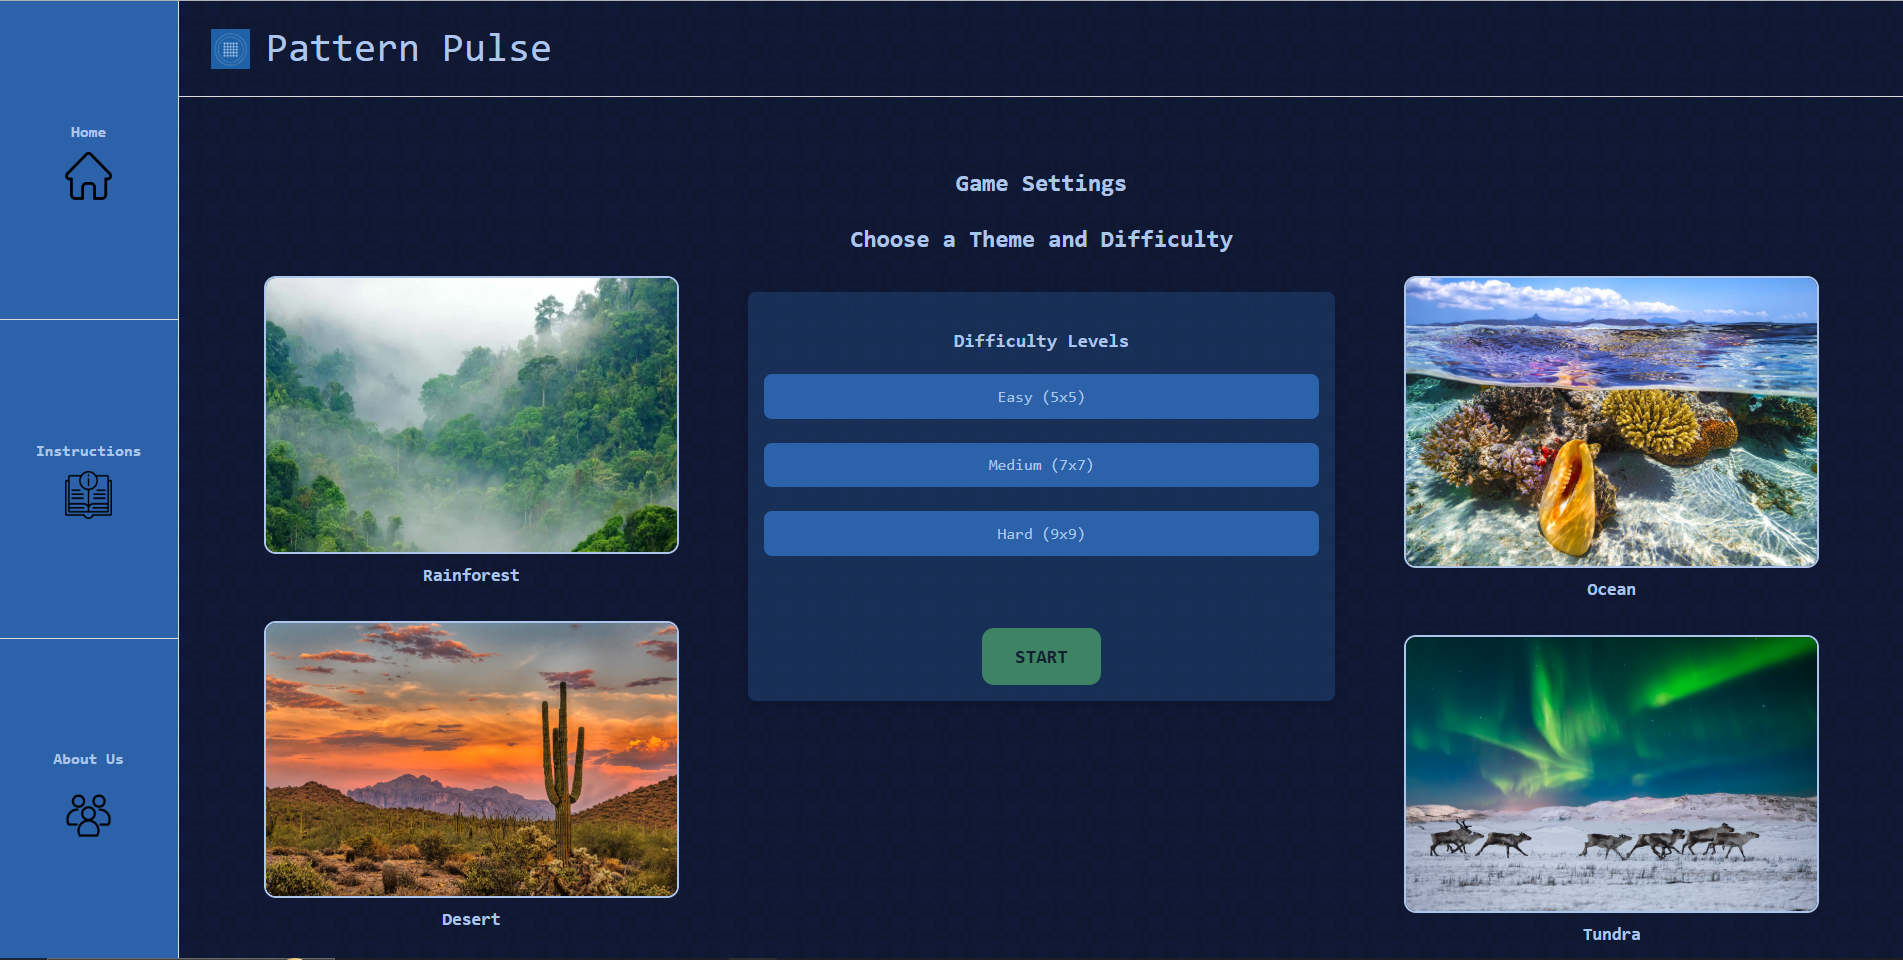 Pattern Pulse
Home
Instructions
About Us
Game Settings
Choose a Theme and Difficulty
Rainforest
Desert
Difficulty Levels
Easy (5x5)
Medium (7x7)
Hard (9x9)
START
Ocean
Tundra